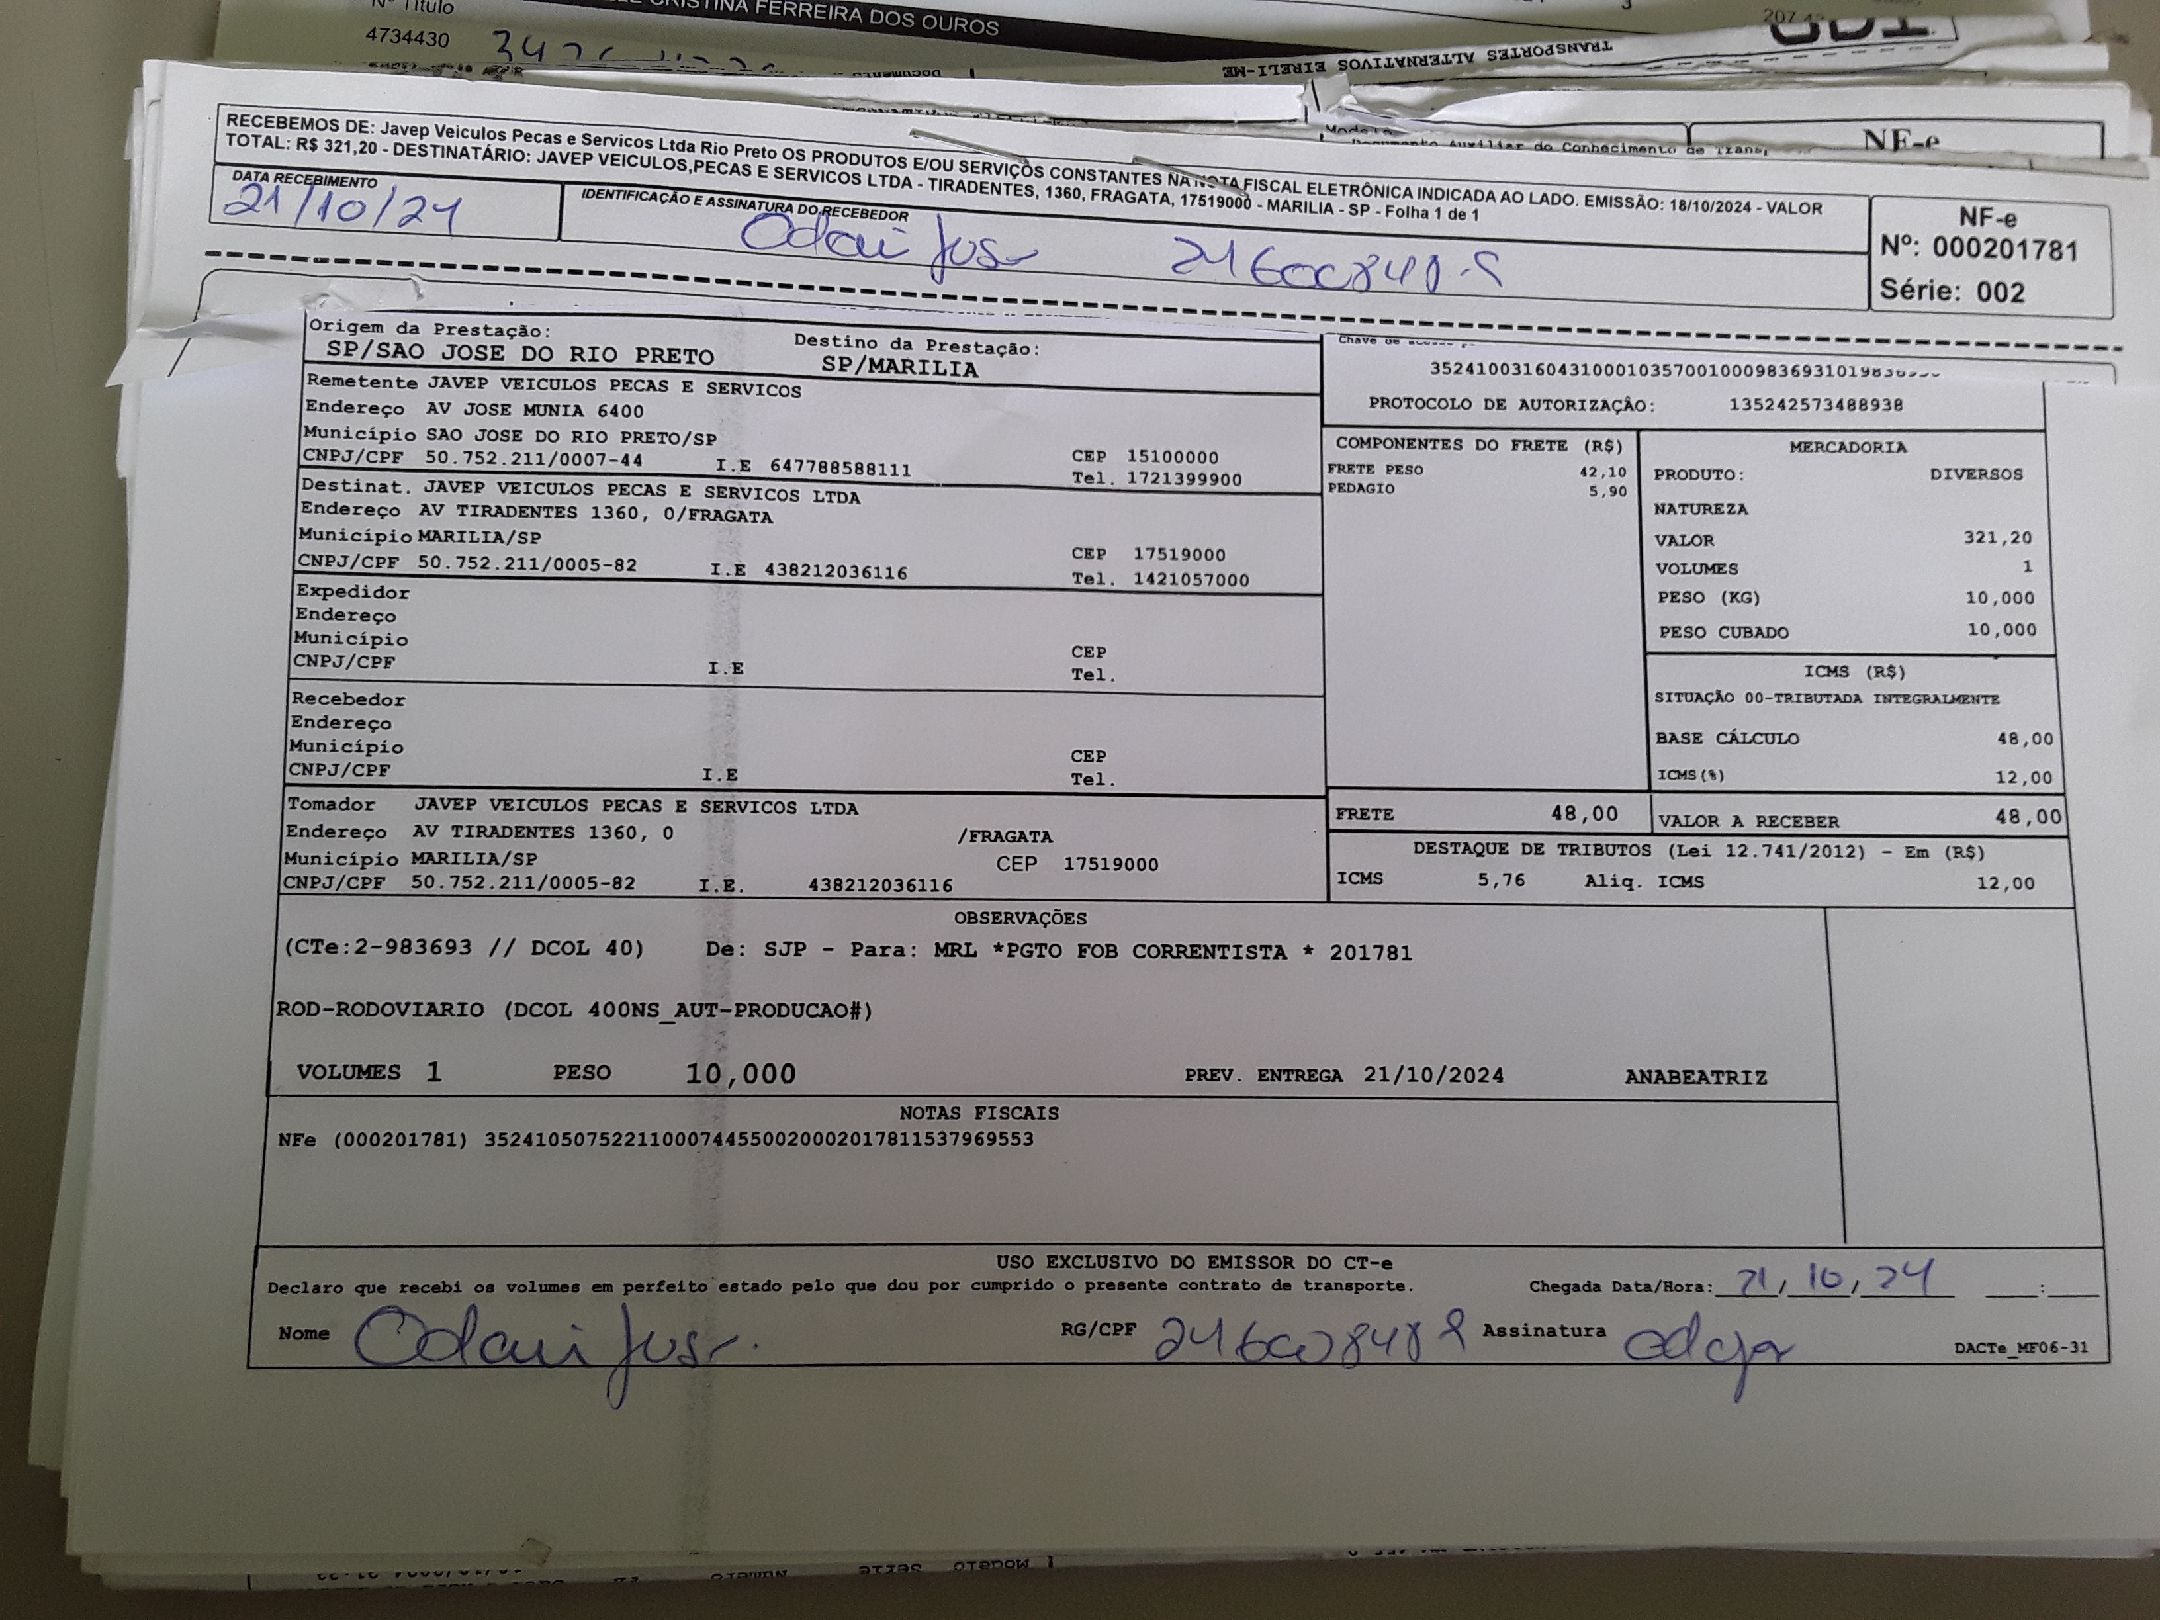 Nº Título
CRISTINA FERREIRA DOS OUROS
4734430
TRANSPORTES ALTERNATIVOS EIRELI-ME
NF-e
RECEBEMOS DE: Javep Veiculos Pecas e Servicos Ltda Rio Preto OS PRODUTOS E/OU SERVIÇOS CONSTANTES NA NOTA FISCAL ELETRÔNICA INDICADA AO LADO. EMISSÃO: 18/10/2024 - VALOR
TOTAL: R$ 321,20 - DESTINATÁRIO: JAVEP VEICULOS,PECAS E SERVICOS LTDA - TIRADENTES, 1360, FRAGATA, 17519000 - MARILIA - SP - Folha 1 de 1
DATA RECEBIMENTO
21/10/24
IDENTIFICAÇÃO E ASSINATURA DO RECEBEDOR
Odair
NF-e
Nº: 000201781
Série: 002
Origem da Prestação: Destino da Prestação:
SP/SAO JOSE DO RIO PRETO SP/MARILIA
Remetente JAVEP VEICULOS PECAS E SERVICOS
Endereço AV JOSE MUNIA 6400
Município SAO JOSE DO RIO PRETO/SP CEP 15100000
CNPJ/CPF 50.752.211/0007-44 I.E 647788588111 Tel. 1721399900
Destinat. JAVEP VEICULOS PECAS E SERVICOS LTDA
Endereço AV TIRADENTES 1360, 0/FRAGATA
Município MARILIA/SP CEP 17519000
CNPJ/CPF 50.752.211/0005-82 I.E 438212036116 Tel. 1421057000
Expedidor
Endereço
Município CEP
CNPJ/CPF I.E Tel.
Recebedor
Endereço
Município CEP
CNPJ/CPF I.E Tel.
Tomador JAVEP VEICULOS PECAS E SERVICOS LTDA
Endereço AV TIRADENTES 1360, 0 /FRAGATA
Município MARILIA/SP CEP 17519000
CNPJ/CPF 50.752.211/0005-82 I.E. 438212036116
PROTOCOLO DE AUTORIZAÇÃO: 135242573488938
COMPONENTES DO FRETE (R$)
FRETE PESO 42,10
PEDAGIO 5,90
MERCADORIA
PRODUTO: DIVERSOS
NATUREZA
VALOR 321,20
VOLUMES 1
PESO (KG) 10,000
PESO CUBADO 10,000
ICMS (R$)
SITUAÇÃO 00-TRIBUTADA INTEGRALMENTE
BASE CÁLCULO 48,00
ICMS(%) 12,00
FRETE 48,00 VALOR A RECEBER 48,00
DESTAQUE DE TRIBUTOS (Lei 12.741/2012) - Em (R$)
ICMS 5,76 Aliq. ICMS 12,00
OBSERVAÇÕES
(CTe:2-983693 // DCOL 40) De: SJP - Para: MRL *PGTO FOB CORRENTISTA * 201781
ROD-RODOVIARIO (DCOL 400NS_AUT-PRODUCAO#)
VOLUMES 1 PESO 10,000 PREV. ENTREGA 21/10/2024 ANABEATRIZ
NOTAS FISCAIS
NFe (000201781) 35241050752211000744550020002017811537969553
USO EXCLUSIVO DO EMISSOR DO CT-e
Declaro que recebi os volumes em perfeito estado pelo que dou por cumprido o presente contrato de transporte. Chegada Data/Hora: 21/10/24 :
Nome Odair RG/CPF Assinatura DACTe_MF06-31